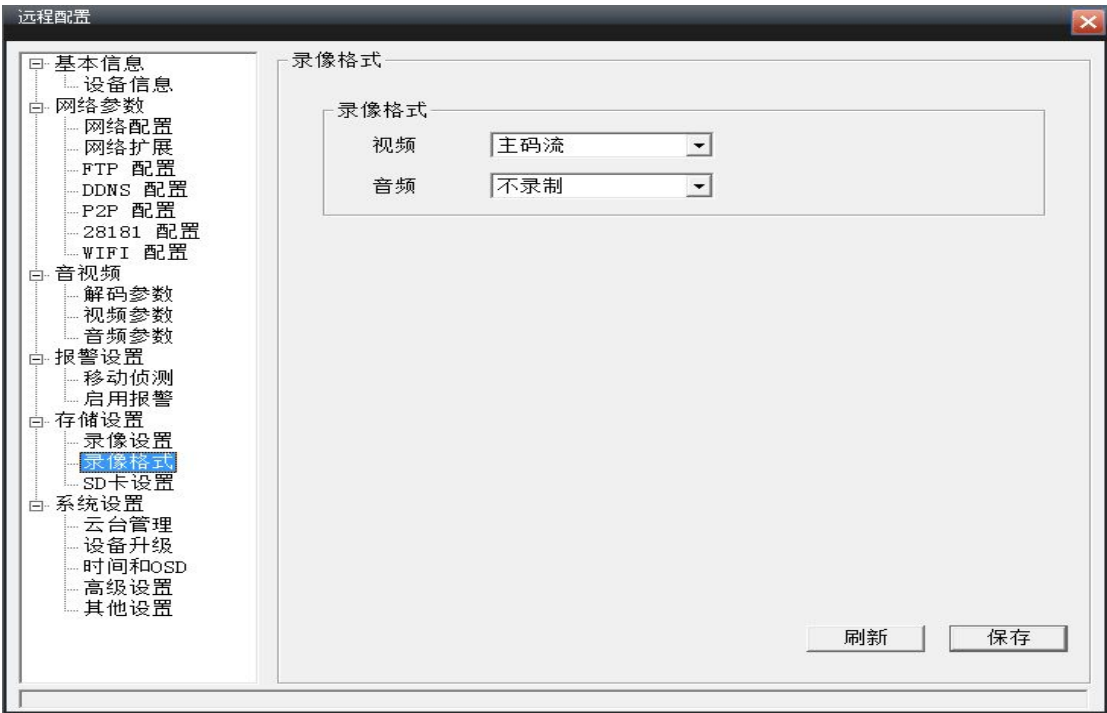 远程配置
基本信息
设备信息
网络参数
网络配置
网络扩展
FTP 配置
DDNS 配置
P2P 配置
28181 配置
WIFI 配置
音视频
解码参数
视频参数
音频参数
报警设置
移动侦测
启用报警
存储设置
录像设置
录像格式
SD卡设置
系统设置
云台管理
设备升级
时间和OSD
高级设置
其他设置
录像格式
录像格式
视频 主码流
音频 不录制
刷新 保存